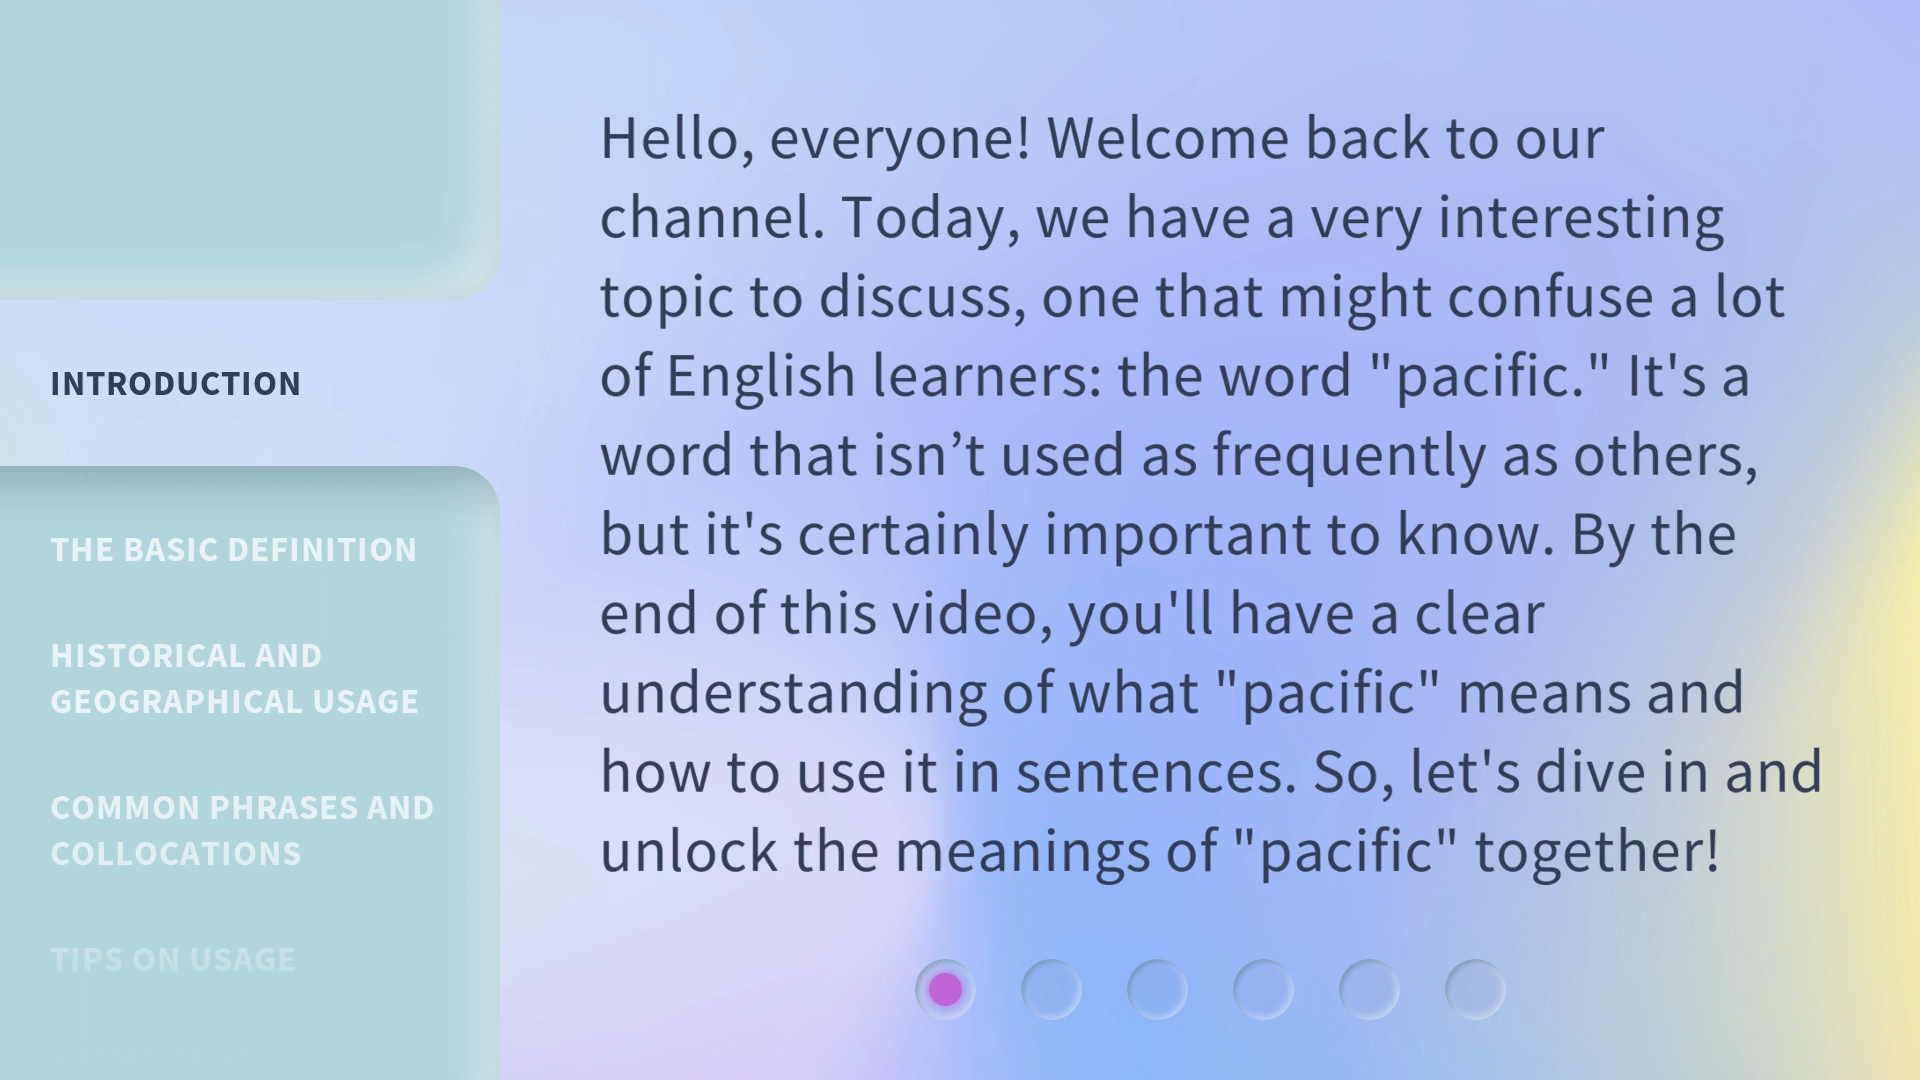 INTRODUCTION
THE BASIC DEFINITION
HISTORICAL AND
GEOGRAPHICAL USAGE
COMMON PHRASES AND
COLLOCATIONS
TIPS ON USAGE
Hello, everyone! Welcome back to our
channel. Today, we have a very interesting
topic to discuss, one that might confuse a lot
of English learners: the word "pacific." It's a
word that isn’t used as frequently as others,
but it's certainly important to know. By the
end of this video, you'll have a clear
understanding of what "pacific" means and
how to use it in sentences. So, let's dive in and
unlock the meanings of "pacific" together!